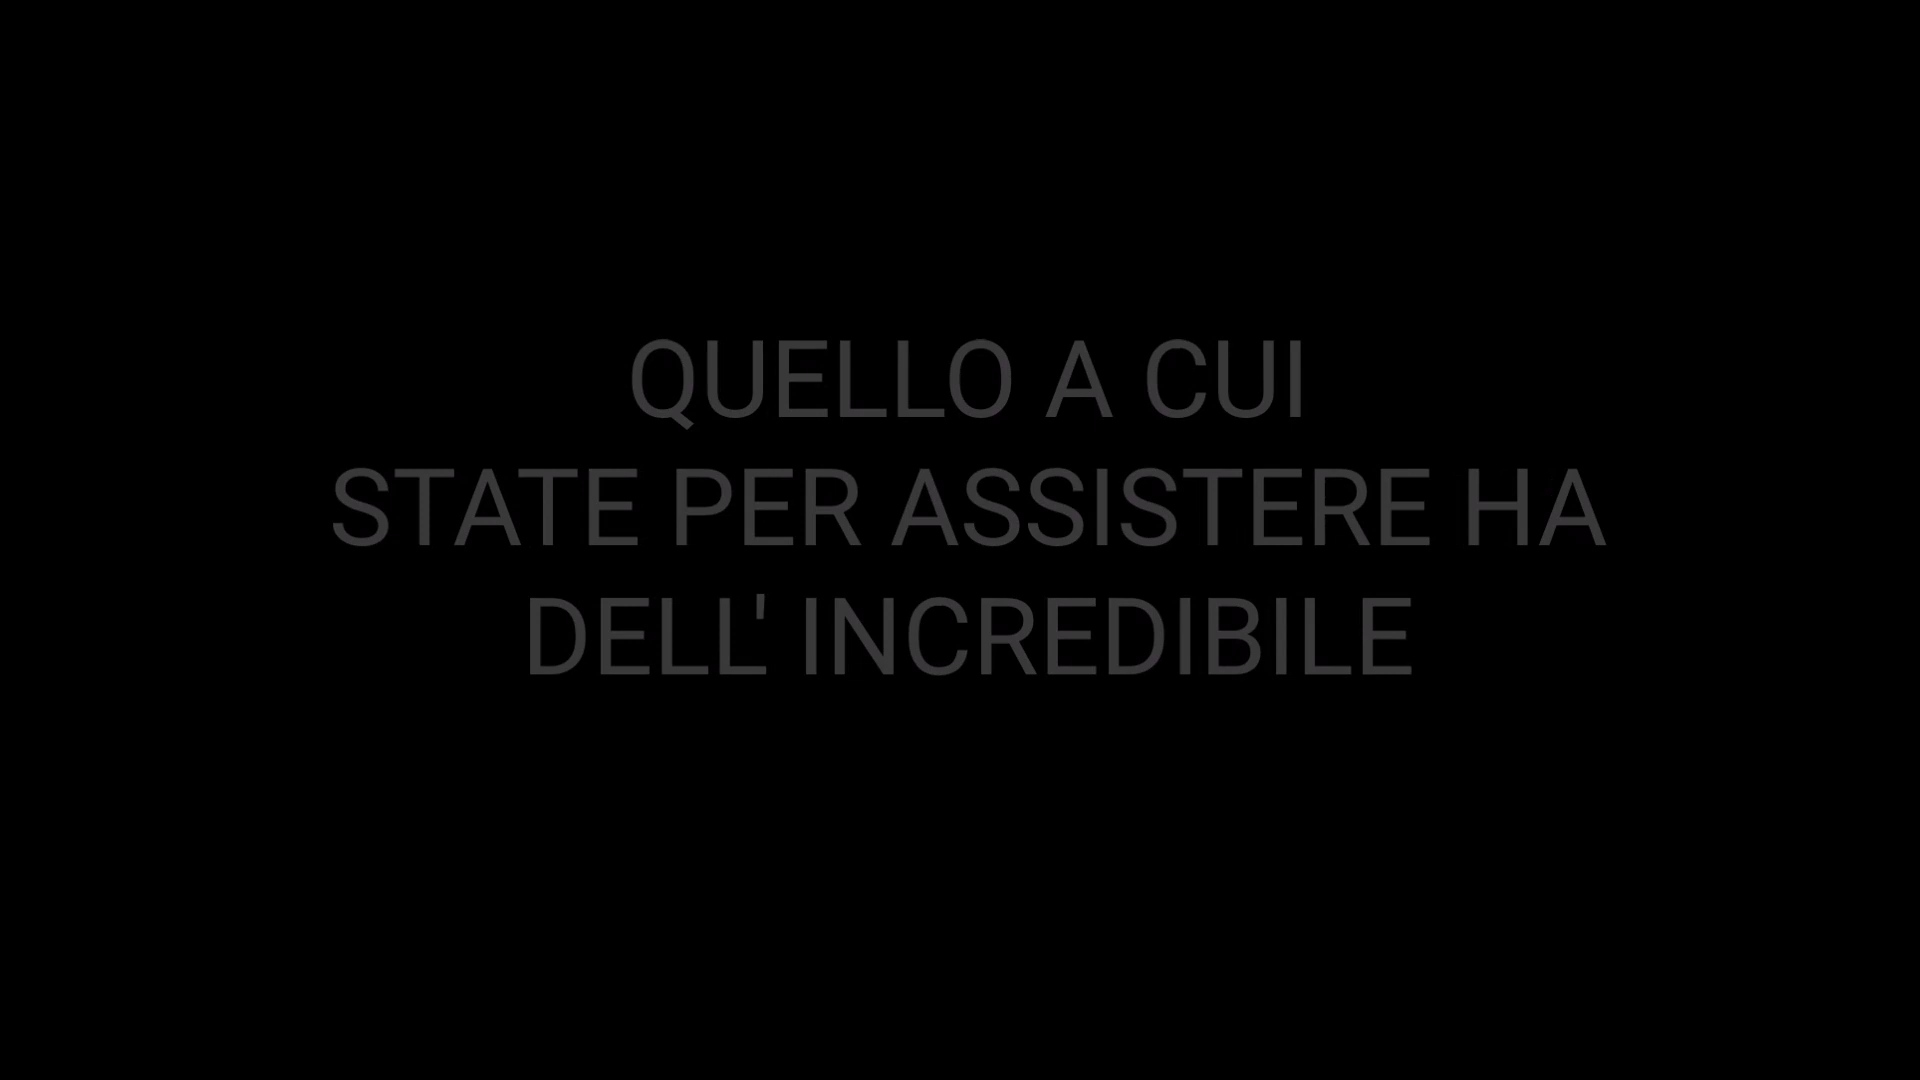 QUELLO A CUI
STATE PER ASSISTERE HA
DELL' INCREDIBILE